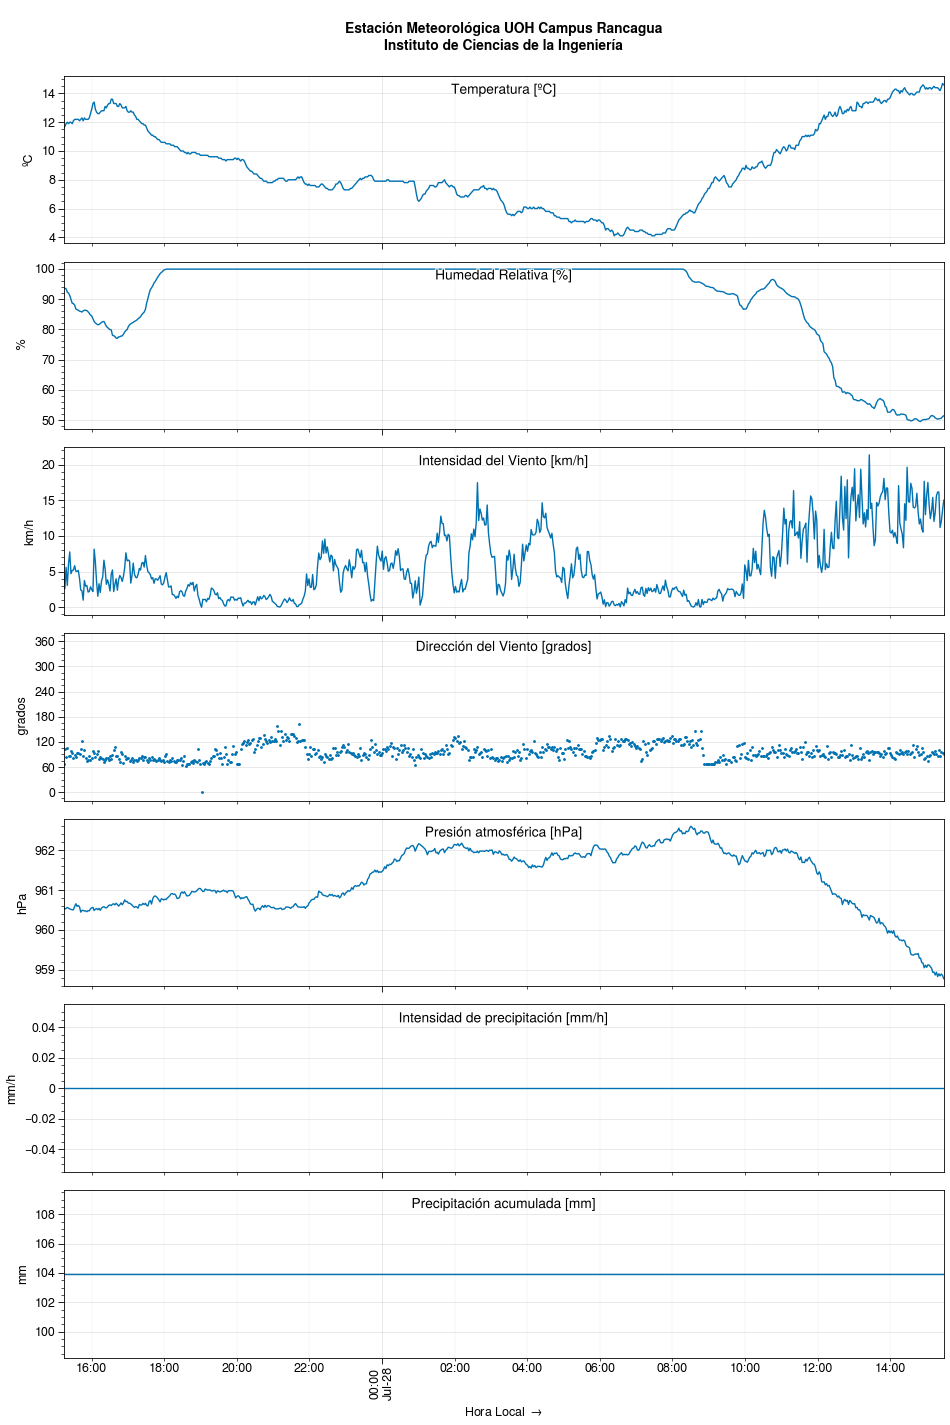 Estación Meteorológica UOH Campus Rancagua
Instituto de Ciencias de la Ingeniería
Temperatura [ºC]
ºC
14
12
10
8
6
4
Humedad Relativa [%]
%
100
90
80
70
60
50
Intensidad del Viento [km/h]
km/h
20
15
10
5
0
Dirección del Viento [grados]
grados
360
300
240
180
120
60
0
Presión atmosférica [hPa]
hPa
962
961
960
959
Intensidad de precipitación [mm/h]
mm/h
0.04
0.02
0
−0.02
−0.04
Precipitación acumulada [mm]
mm
108
106
104
102
100
16:00 18:00 20:00 22:00 00:00 02:00 04:00 06:00 08:00 10:00 12:00 14:00
Jul-28
Hora Local →